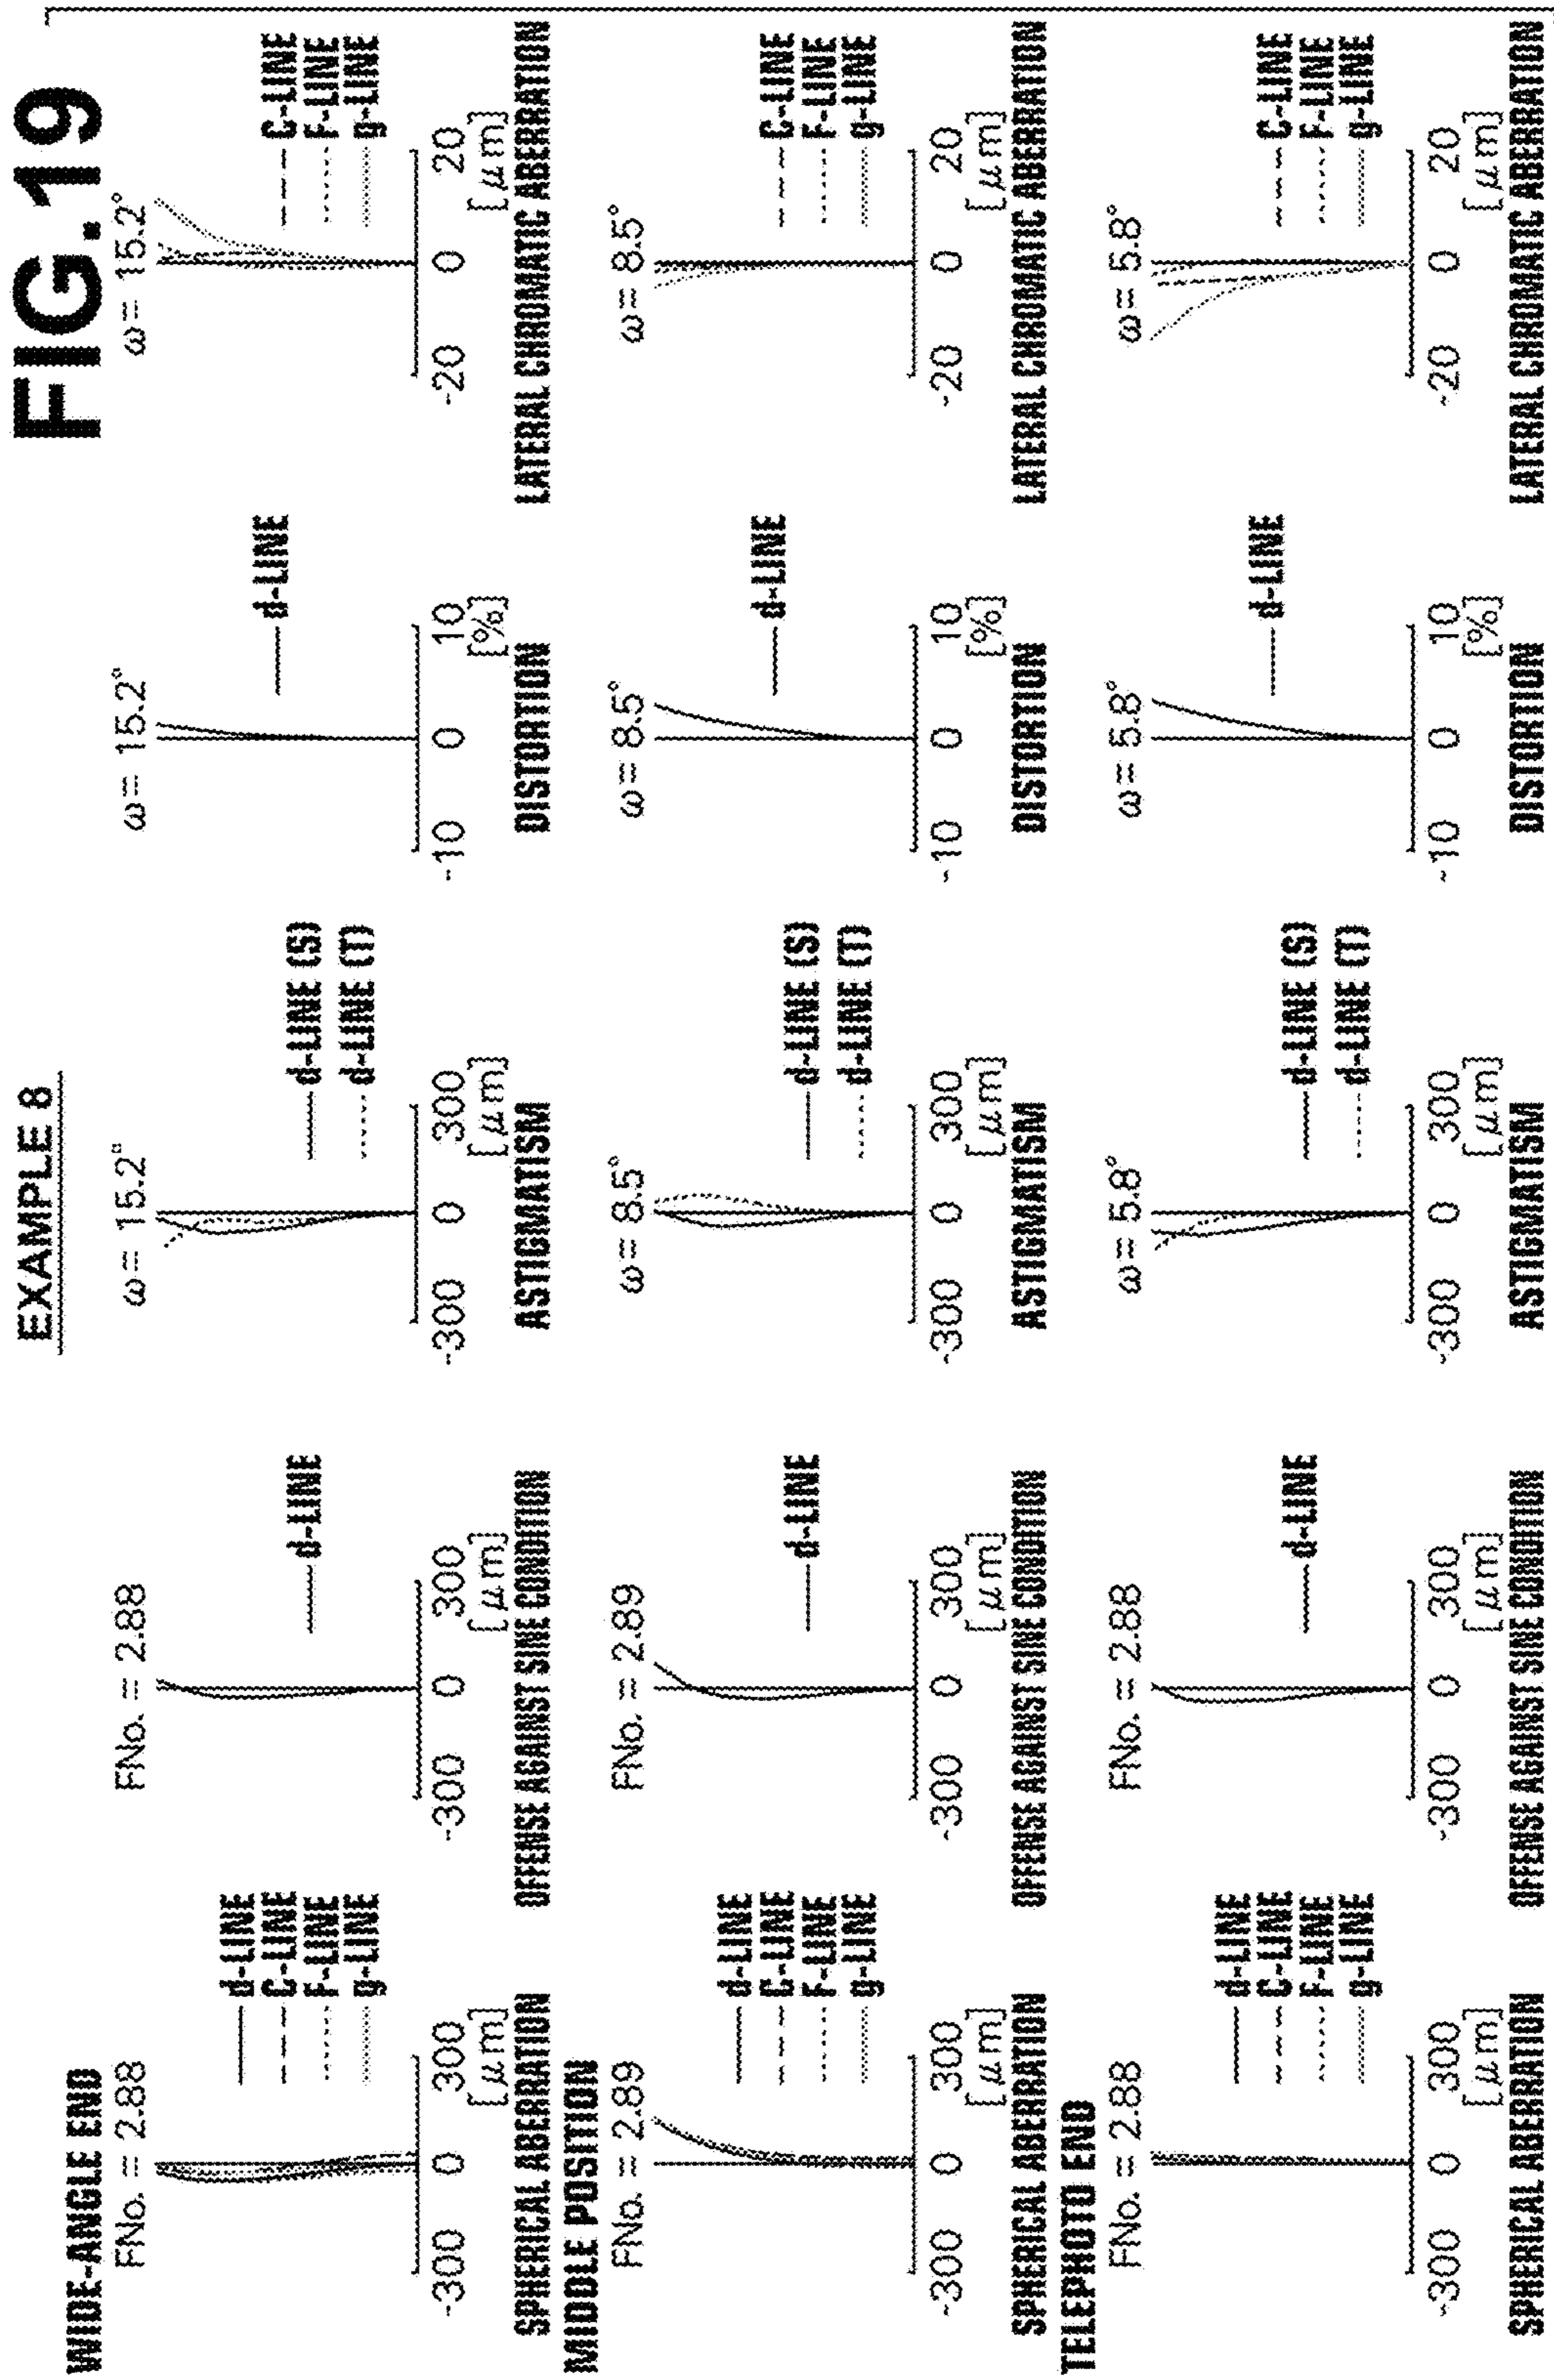 FIG.19
EXAMPLE 8
WIDE-ANGLE END
FNo. = 2.88
d-LINE
C-LINE
F-LINE
g-LINE
-300 0 300
[μm]
SPHERICAL ABERRATION
FNo. = 2.88
d-LINE
-300 0 300
[μm]
OFFENSE AGAINST SINE CONDITION
ω= 15.2°
d-LINE (S)
d-LINE (T)
-300 0 300
[μm]
ASTIGMATISM
ω= 15.2°
d-LINE
-10 0 10
[%]
DISTORTION
ω= 15.2°
C-LINE
F-LINE
g-LINE
-20 0 20
[μm]
LATERAL CHROMATIC ABERRATION
MIDDLE POSITION
FNo. = 2.89
d-LINE
C-LINE
F-LINE
g-LINE
-300 0 300
[μm]
SPHERICAL ABERRATION
FNo. = 2.89
d-LINE
-300 0 300
[μm]
OFFENSE AGAINST SINE CONDITION
ω= 8.5°
d-LINE (S)
d-LINE (T)
-300 0 300
[μm]
ASTIGMATISM
ω= 8.5°
d-LINE
-10 0 10
[%]
DISTORTION
ω= 8.5°
C-LINE
F-LINE
g-LINE
-20 0 20
[μm]
LATERAL CHROMATIC ABERRATION
TELEPHOTO END
FNo. = 2.88
d-LINE
C-LINE
F-LINE
g-LINE
-300 0 300
[μm]
SPHERICAL ABERRATION
FNo. = 2.88
d-LINE
-300 0 300
[μm]
OFFENSE AGAINST SINE CONDITION
ω= 5.8°
d-LINE (S)
d-LINE (T)
-300 0 300
[μm]
ASTIGMATISM
ω= 5.8°
d-LINE
-10 0 10
[%]
DISTORTION
ω= 5.8°
C-LINE
F-LINE
g-LINE
-20 0 20
[μm]
LATERAL CHROMATIC ABERRATION